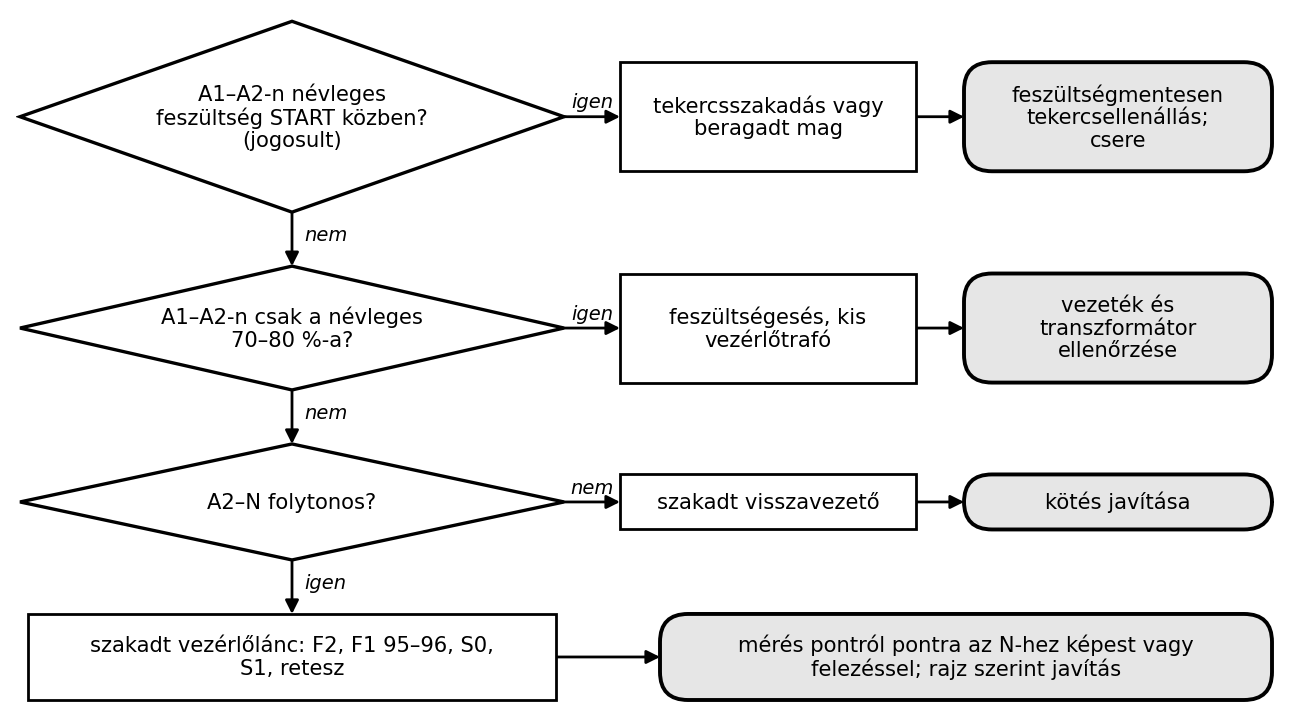 A1–A2-n névleges
feszültség START közben?
(jogosult)
igen
tekercsszakadás vagy
beragadt mag
feszültségmentesen
tekercsellenállás;
csere
nem
A1–A2-n csak a névleges
70–80 %-a?
igen
feszültségesés, kis
vezérlőtrafó
vezeték és
transzformátor
ellenőrzése
nem
A2–N folytonos?
nem
szakadt visszavezető
kötés javítása
igen
szakadt vezérlőlánc: F2, F1 95–96, S0,
S1, retesz
mérés pontról pontra az N-hez képest vagy
felezéssel; rajz szerint javítás